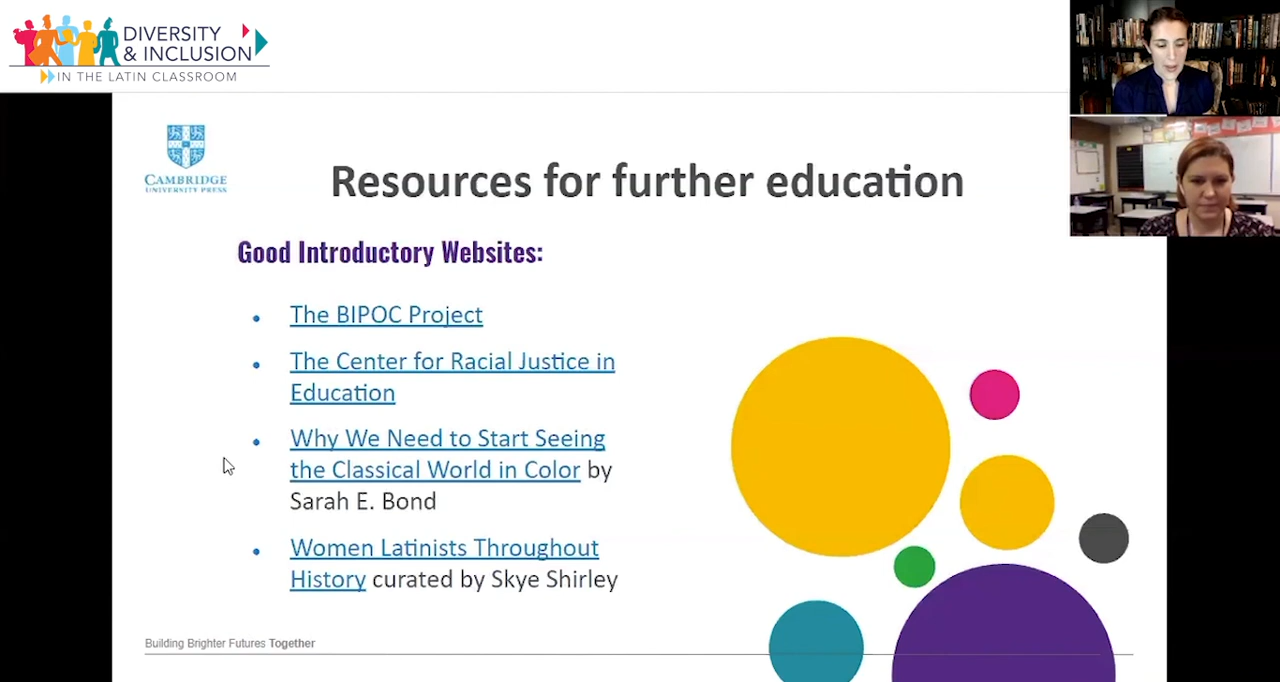 DIVERSITY
& INCLUSION
IN THE LATIN CLASSROOM
CAMBRIDGE
UNIVERSITY PRESS
Resources for further education
Good Introductory Websites:
• The BIPOC Project
• The Center for Racial Justice in
Education
• Why We Need to Start Seeing
the Classical World in Color by
Sarah E. Bond
• Women Latinists Throughout
History curated by Skye Shirley
Building Brighter Futures Together